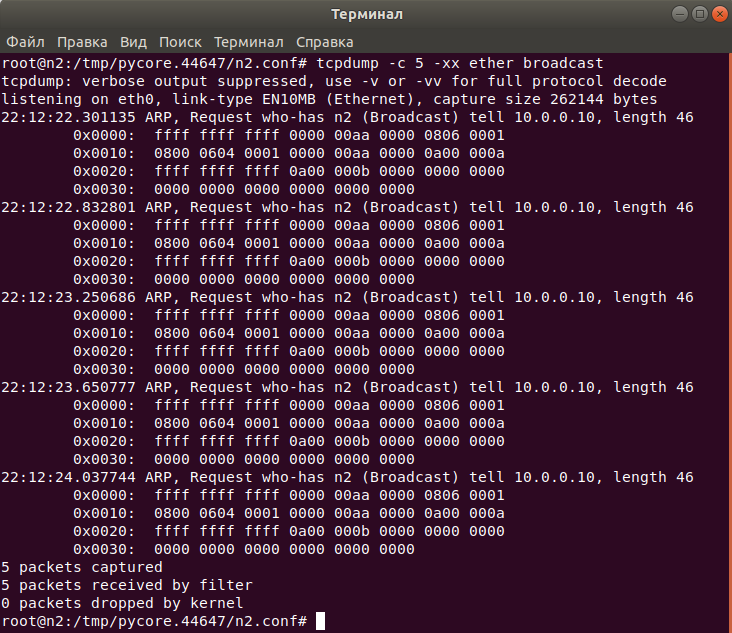 Терминал
Файл Правка Вид Поиск Терминал Справка
root@n2:/tmp/pycore.44647/n2.conf# tcpdump -c 5 -xx ether broadcast
tcpdump: verbose output suppressed, use -v or -vv for full protocol decode
listening on eth0, link-type EN10MB (Ethernet), capture size 262144 bytes
22:12:22.301135 ARP, Request who-has n2 (Broadcast) tell 10.0.0.10, length 46
0x0000:  ffff ffff ffff 0000 00aa 0000 0806 0001
0x0010:  0800 0604 0001 0000 00aa 0000 0a00 000a
0x0020:  ffff ffff ffff 0a00 000b 0000 0000 0000
0x0030:  0000 0000 0000 0000 0000 0000
22:12:22.832801 ARP, Request who-has n2 (Broadcast) tell 10.0.0.10, length 46
0x0000:  ffff ffff ffff 0000 00aa 0000 0806 0001
0x0010:  0800 0604 0001 0000 00aa 0000 0a00 000a
0x0020:  ffff ffff ffff 0a00 000b 0000 0000 0000
0x0030:  0000 0000 0000 0000 0000 0000
22:12:23.250686 ARP, Request who-has n2 (Broadcast) tell 10.0.0.10, length 46
0x0000:  ffff ffff ffff 0000 00aa 0000 0806 0001
0x0010:  0800 0604 0001 0000 00aa 0000 0a00 000a
0x0020:  ffff ffff ffff 0a00 000b 0000 0000 0000
0x0030:  0000 0000 0000 0000 0000 0000
22:12:23.650777 ARP, Request who-has n2 (Broadcast) tell 10.0.0.10, length 46
0x0000:  ffff ffff ffff 0000 00aa 0000 0806 0001
0x0010:  0800 0604 0001 0000 00aa 0000 0a00 000a
0x0020:  ffff ffff ffff 0a00 000b 0000 0000 0000
0x0030:  0000 0000 0000 0000 0000 0000
22:12:24.037744 ARP, Request who-has n2 (Broadcast) tell 10.0.0.10, length 46
0x0000:  ffff ffff ffff 0000 00aa 0000 0806 0001
0x0010:  0800 0604 0001 0000 00aa 0000 0a00 000a
0x0020:  ffff ffff ffff 0a00 000b 0000 0000 0000
0x0030:  0000 0000 0000 0000 0000 0000
5 packets captured
5 packets received by filter
0 packets dropped by kernel
root@n2:/tmp/pycore.44647/n2.conf#